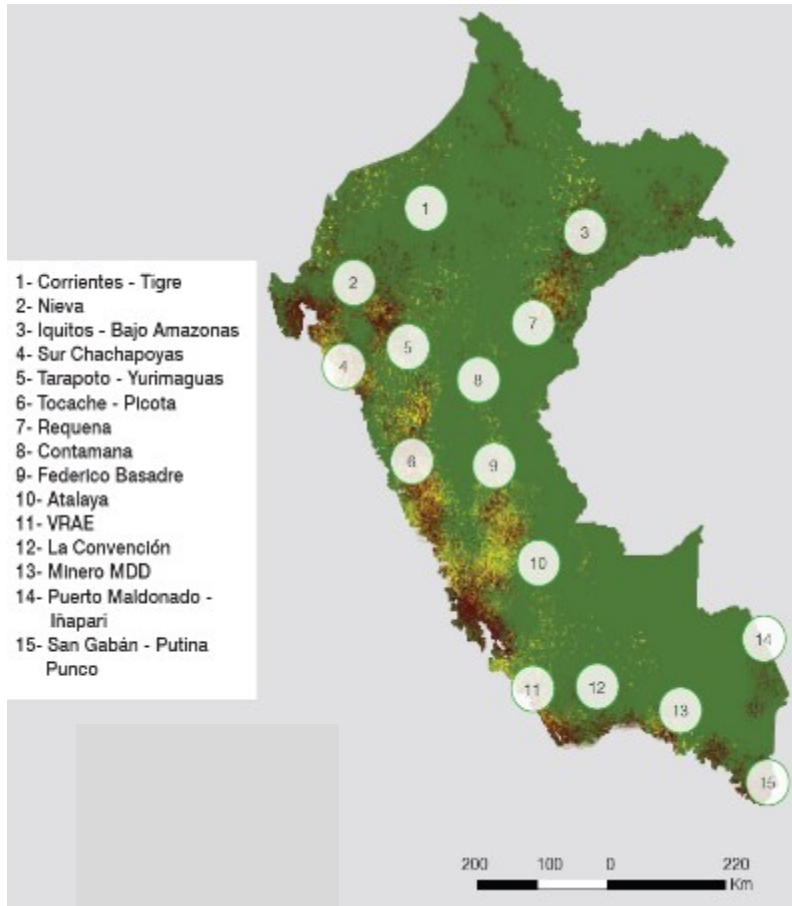 1
2
3
4
5
6
7
8
9
10
11
12
13
14
15
1- Corrientes - Tigre
2- Nieva
3- Iquitos - Bajo Amazonas
4- Sur Chachapoyas
5- Tarapoto - Yurimaguas
6- Tocache - Picota
7- Requena
8- Contamana
9- Federico Basadre
10- Atalaya
11- VRAE
12- La Convención
13- Minero MDD
14- Puerto Maldonado -
Iñapari
15- San Gabán - Putina
Punco
200 100 0 220
Km